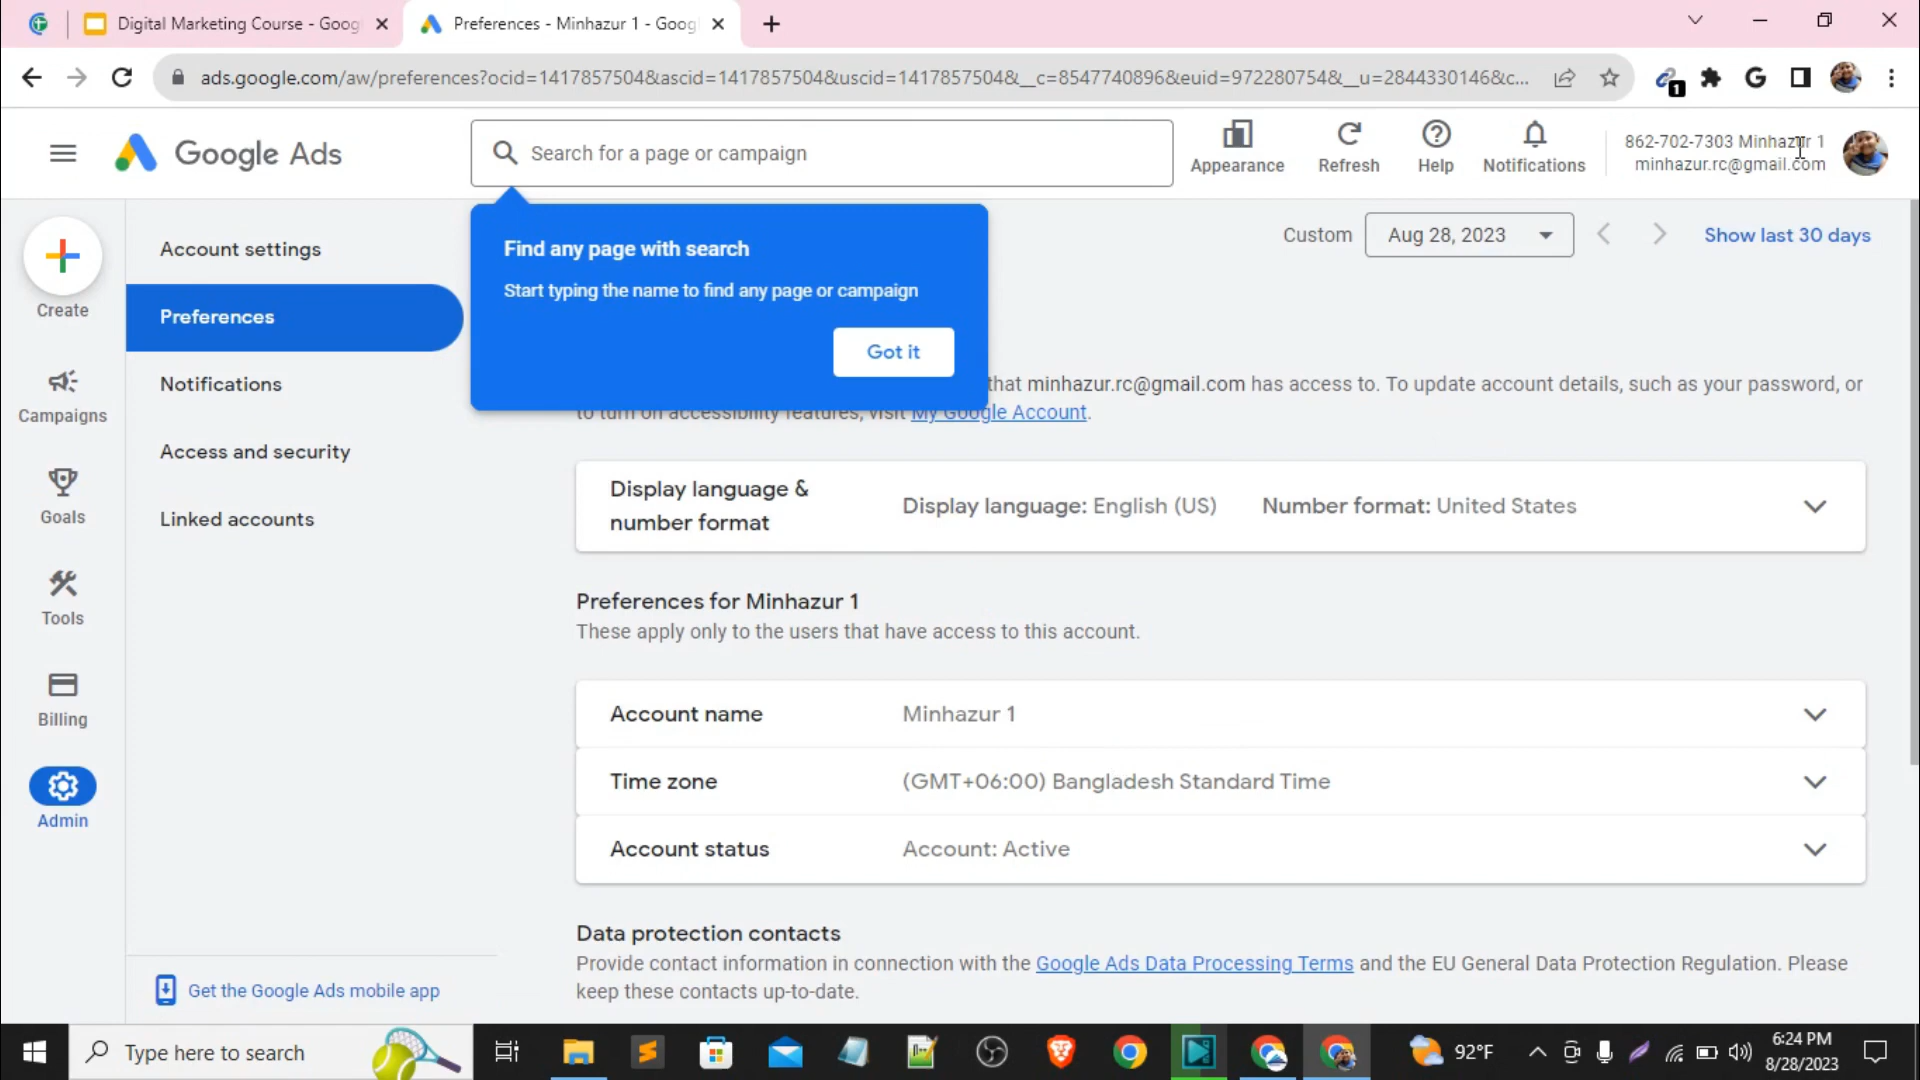 Digital Marketing Course - Goog
Preferences - Minhazur 1 - Goog
ads.google.com/aw/preferences?ocid=1417857504&ascid=1417857504&uscid=1417857504&__c=8547740896&euid=972280754&__u=2844330146&c...
1
Google Ads
Search for a page or campaign
Appearance
Refresh
Help
Notifications
862-702-7303 Minhazur 1
minhazur.rc@gmail.com
Create
Campaigns
Goals
Tools
Billing
Admin
Account settings
Preferences
Notifications
Access and security
Linked accounts
Get the Google Ads mobile app
Find any page with search
Start typing the name to find any page or campaign
Got it
Custom
Aug 28, 2023
Show last 30 days
that minhazur.rc@gmail.com has access to. To update account details, such as your password, or
to turn on accessibility features, visit My Google Account.
Display language &
number format
Display language: English (US)
Number format: United States
Preferences for Minhazur 1
These apply only to the users that have access to this account.
Account name
Minhazur 1
Time zone
(GMT+06:00) Bangladesh Standard Time
Account status
Account: Active
Data protection contacts
Provide contact information in connection with the Google Ads Data Processing Terms and the EU General Data Protection Regulation. Please
keep these contacts up-to-date.
Type here to search
92°F
6:24 PM
8/28/2023